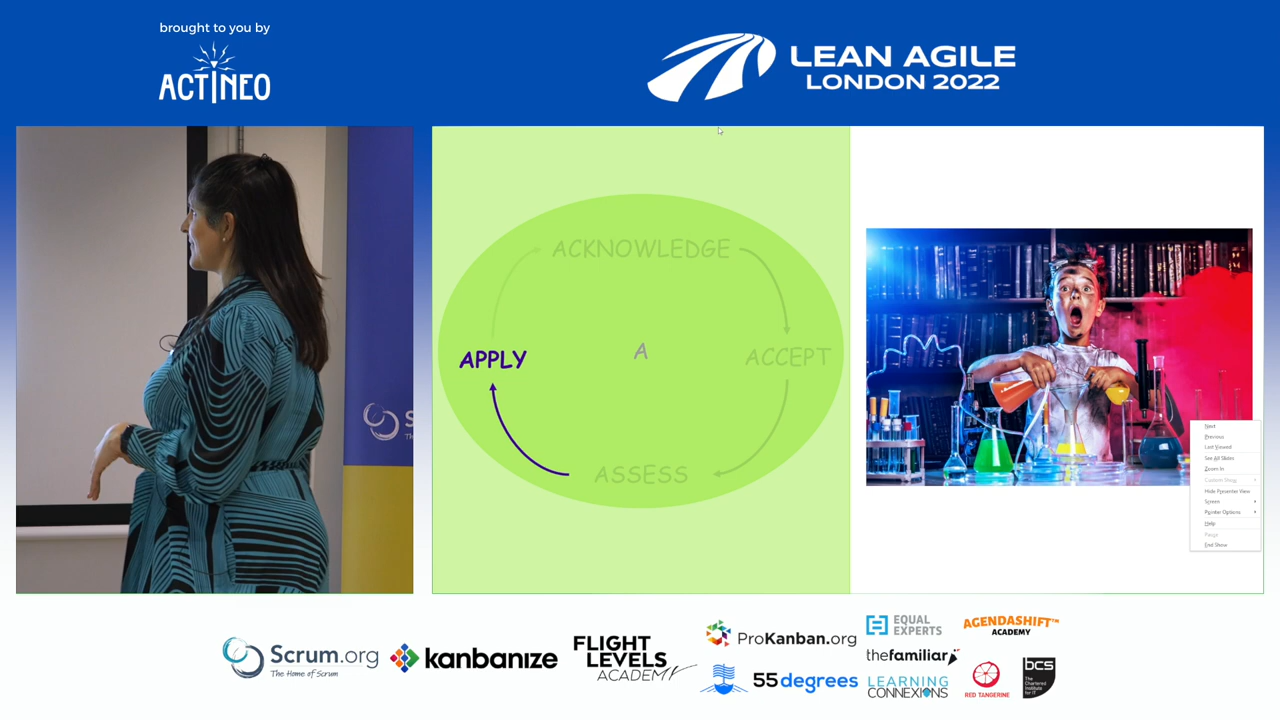 brought to you by
ACTINEO
LEAN AGILE
LONDON 2022
ACKNOWLEDGE
APPLY
A
ACCEPT
ASSESS
S
Th
Next
Previous
Last Viewed
See All Slides
Zoom In
Custom Show
Hide Presenter View
Screen
Pointer Options
Help
Pause
End Show
Scrum.org
The Home of Scrum
kanbanize
FLIGHT
LEVELS
ACADEMY
ProKanban.org
55degrees
EQUAL
EXPERTS
thefamiliar
LEARNING
CONNEXIONS
AGENDASHIFT™
ACADEMY
RED TANGERINE
bcs
The
Chartered
Institute
for IT